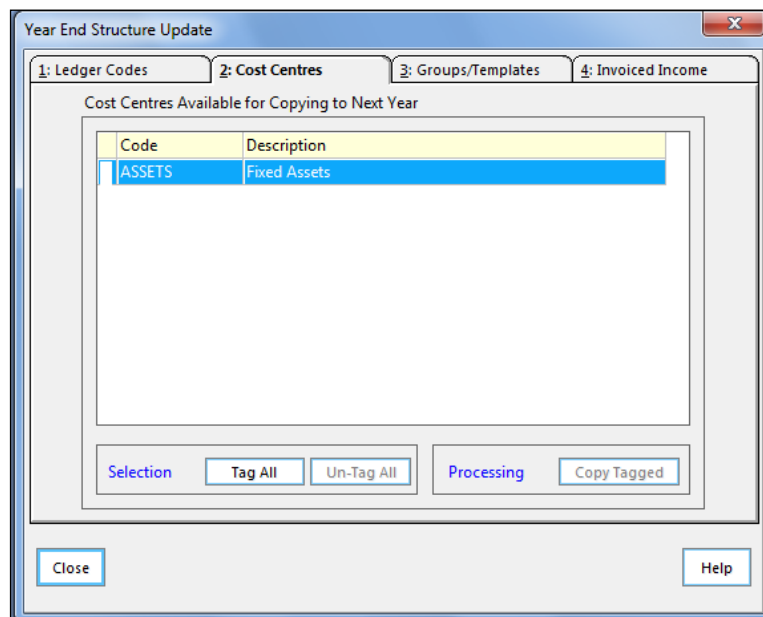 Year End Structure Update
1: Ledger Codes 2: Cost Centres 3: Groups/Templates 4: Invoiced Income
Cost Centres Available for Copying to Next Year
Code Description
ASSETS Fixed Assets
Selection Tag All Un-Tag All Processing Copy Tagged
Close Help